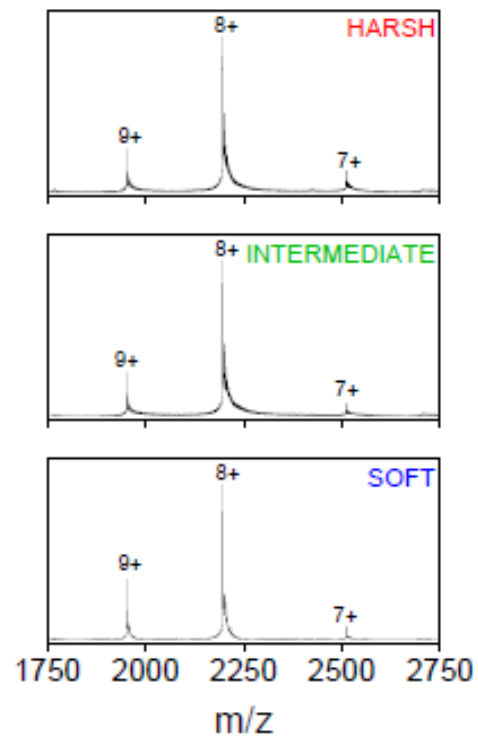 8+ HARSH
9+
7+
8+ INTERMEDIATE
9+
7+
8+ SOFT
9+
7+
1750 2000 2250 2500 2750
m/z